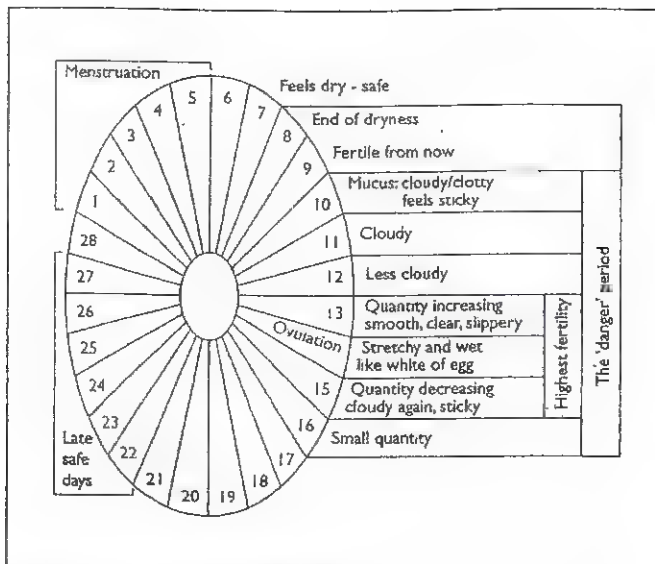 Menstruation
Feels dry - safe
End of dryness
Fertile from now
Mucus: cloudy/clotty
feels sticky
Cloudy
Less cloudy
Quantity increasing
smooth, clear, slippery
Stretchy and wet
like white of egg
Quantity decreasing
cloudy again, sticky
Small quantity
Highest fertility
The 'danger' period
1
2
3
4
5
6
7
8
9
10
11
12
13
Ovulation
15
16
17
18
19
20
21
22
23
24
25
26
27
28
Late
safe
days